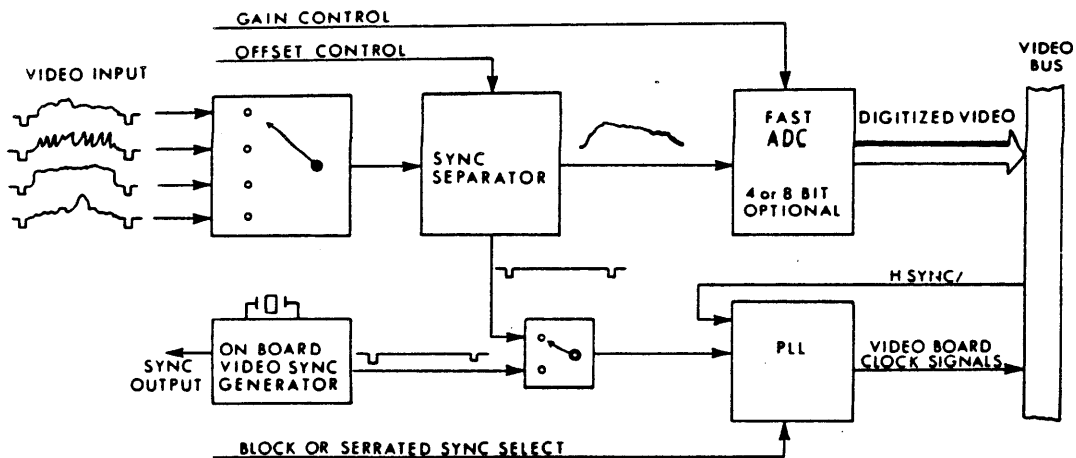 GAIN CONTROL
OFFSET CONTROL
VIDEO INPUT
VIDEO
BUS
SYNC
SEPARATOR
FAST
ADC
4 or 8 BIT
OPTIONAL
DIGITIZED VIDEO
H SYNC/
ON BOARD
VIDEO SYNC
GENERATOR
SYNC
OUTPUT
PLL
VIDEO BOARD
CLOCK SIGNALS
BLOCK OR SERRATED SYNC SELECT